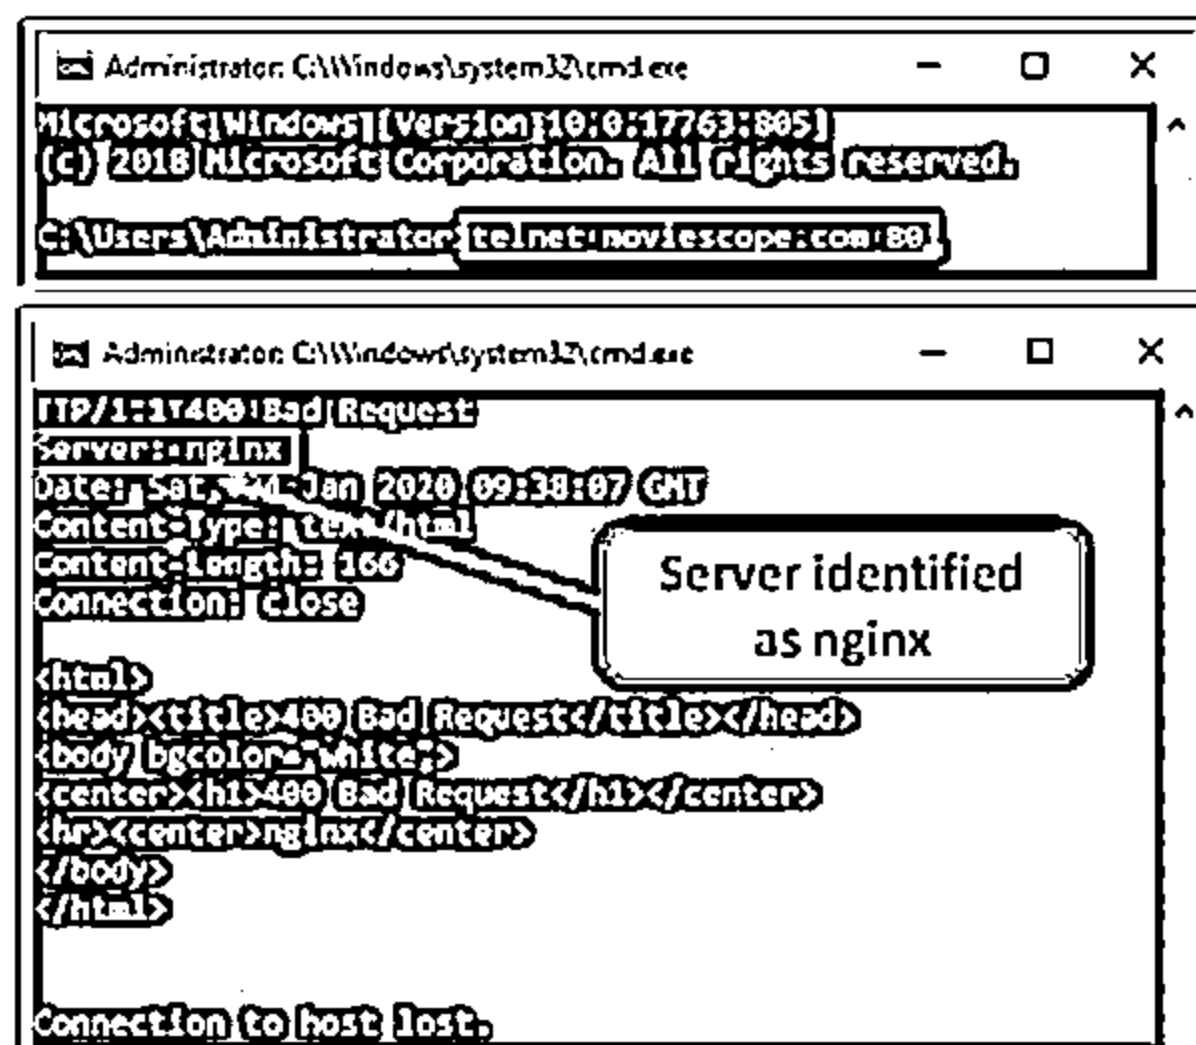 Administrator: C:\Windows\system32\cmd.exe
Microsoft [Version 10.0.17763.805]
(c) 2018 Microsoft Corporation. All rights reserved.
C:\Users\Administrator>telnet moviescope.com 80
Administrator: C:\Windows\system32\cmd.exe
TTP/1.1 400 Bad Request
Server: nginx
Date: Sat, Jan 2020 09:38:07 GMT
Content-Type: text/html
Content-Length: 166
Connection: close
Server identified
as nginx
<html>
<head><title>400 Bad Request</title></head>
<body bgcolor="white">
<center><h1>400 Bad Request</h1></center>
<hr><center>nginx</center>
</body>
</html>
Connection to host lost.